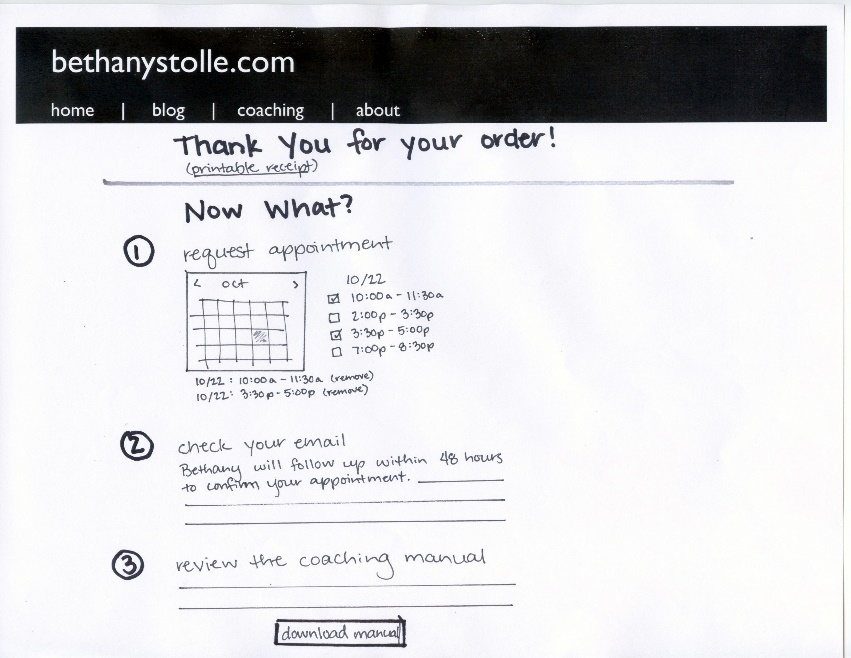 bethanystolle.com
home | blog | coaching | about
Thank You for your order!
(printable receipt)
Now What?
1 request appointment
< oct >
10/22
10:00a - 11:30a
2:00p - 3:30p
3:30p - 5:00p
7:00p - 8:30p
10/22 : 10:00a - 11:30a (remove)
10/22: 3:30p - 5:00p (remove)
2 check your email
Bethany will follow up within 48 hours
to confirm your appointment.
3 review the coaching manual
download manual